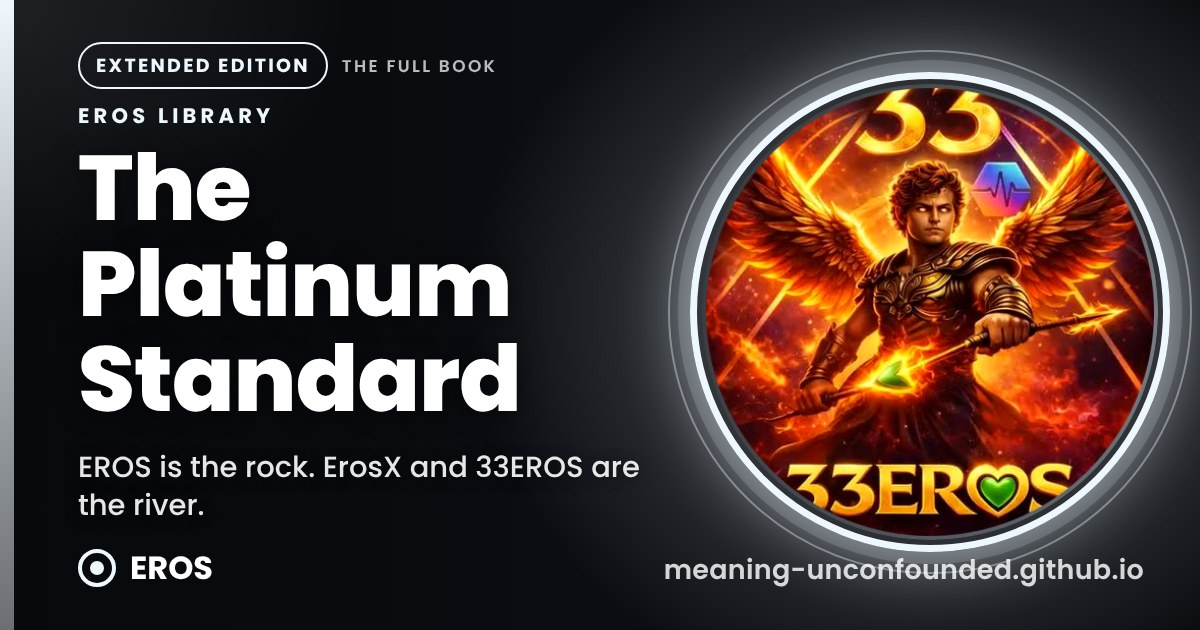 EXTENDED EDITION THE FULL BOOK
EROS LIBRARY
The
Platinum
Standard
EROS is the rock. ErosX and 33EROS are
the river.
EROS
33
33EROS
meaning-unconfounded.github.io